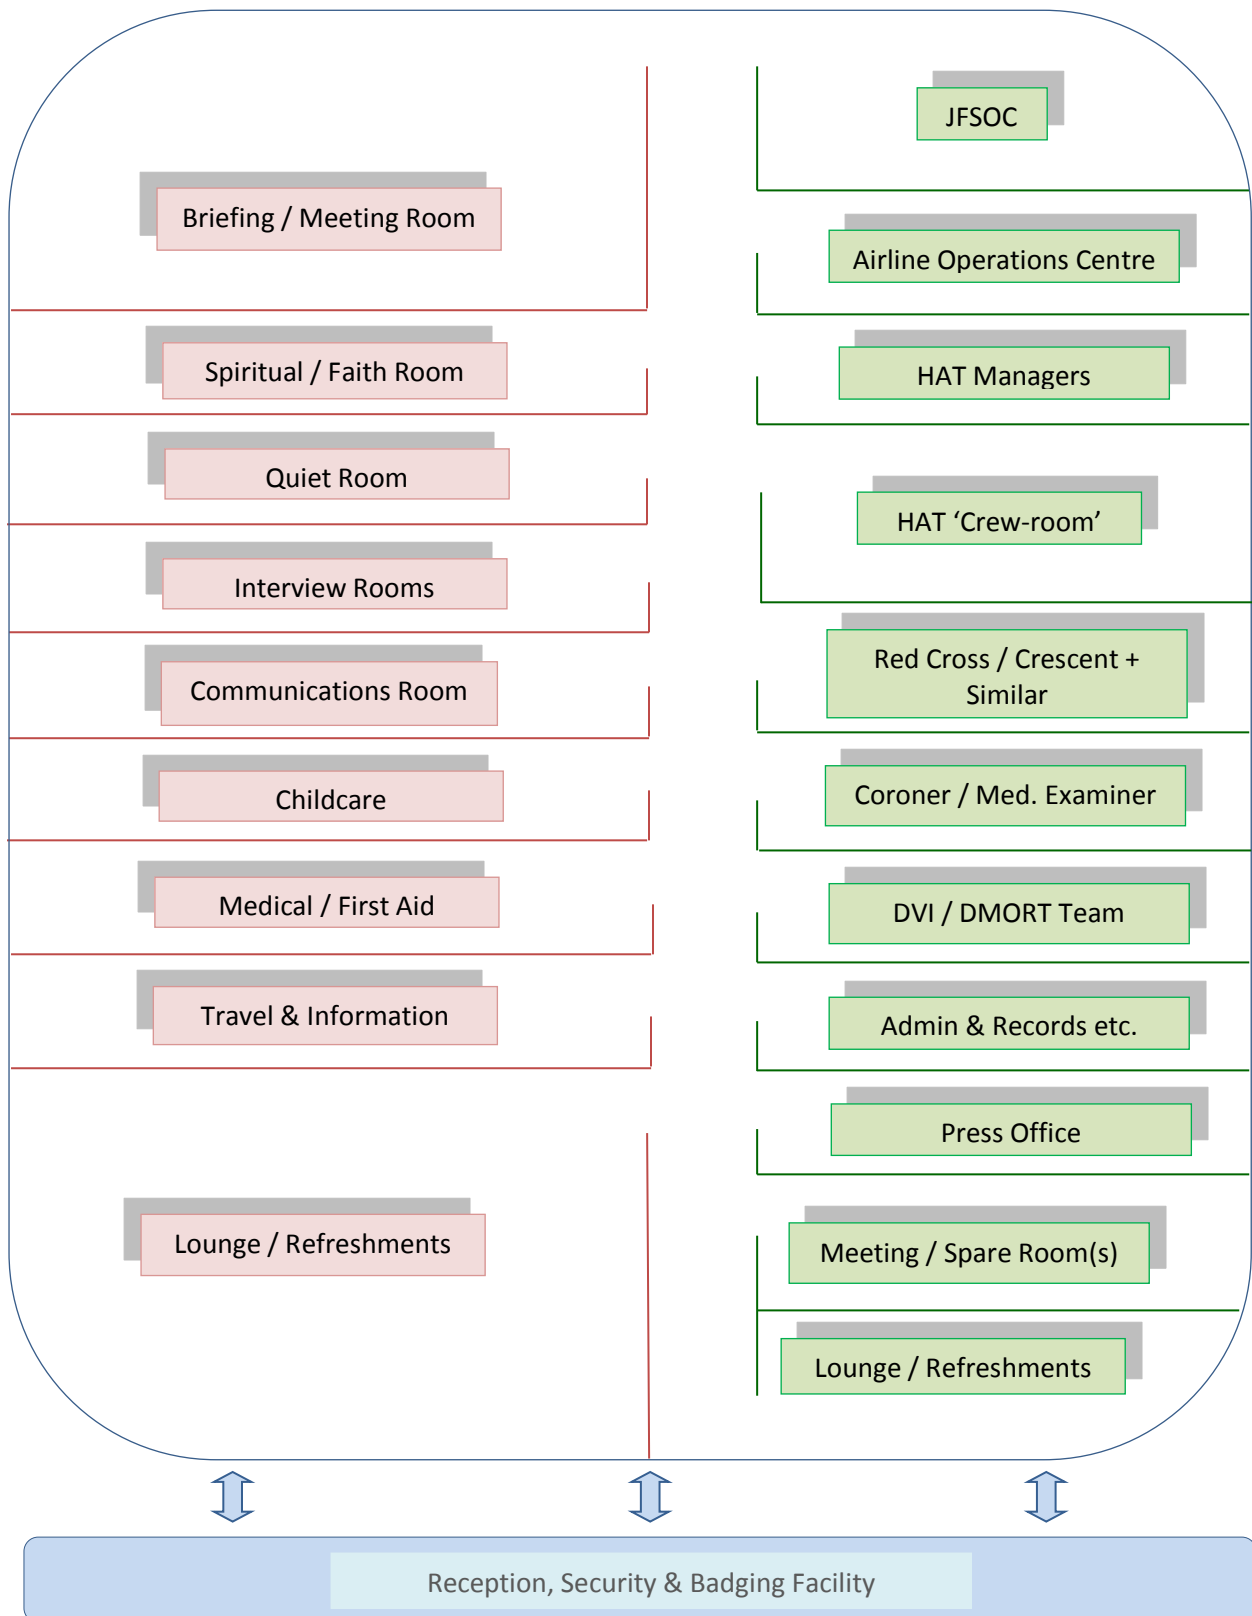 JFSOC
Briefing / Meeting Room
Airline Operations Centre
Spiritual / Faith Room
HAT Managers
Quiet Room
HAT ‘Crew-room’
Interview Rooms
Red Cross / Crescent +
Similar
Communications Room
Childcare
Coroner / Med. Examiner
Medical / First Aid
DVI / DMORT Team
Travel & Information
Admin & Records etc.
Press Office
Lounge / Refreshments
Meeting / Spare Room(s)
Lounge / Refreshments
Reception, Security & Badging Facility